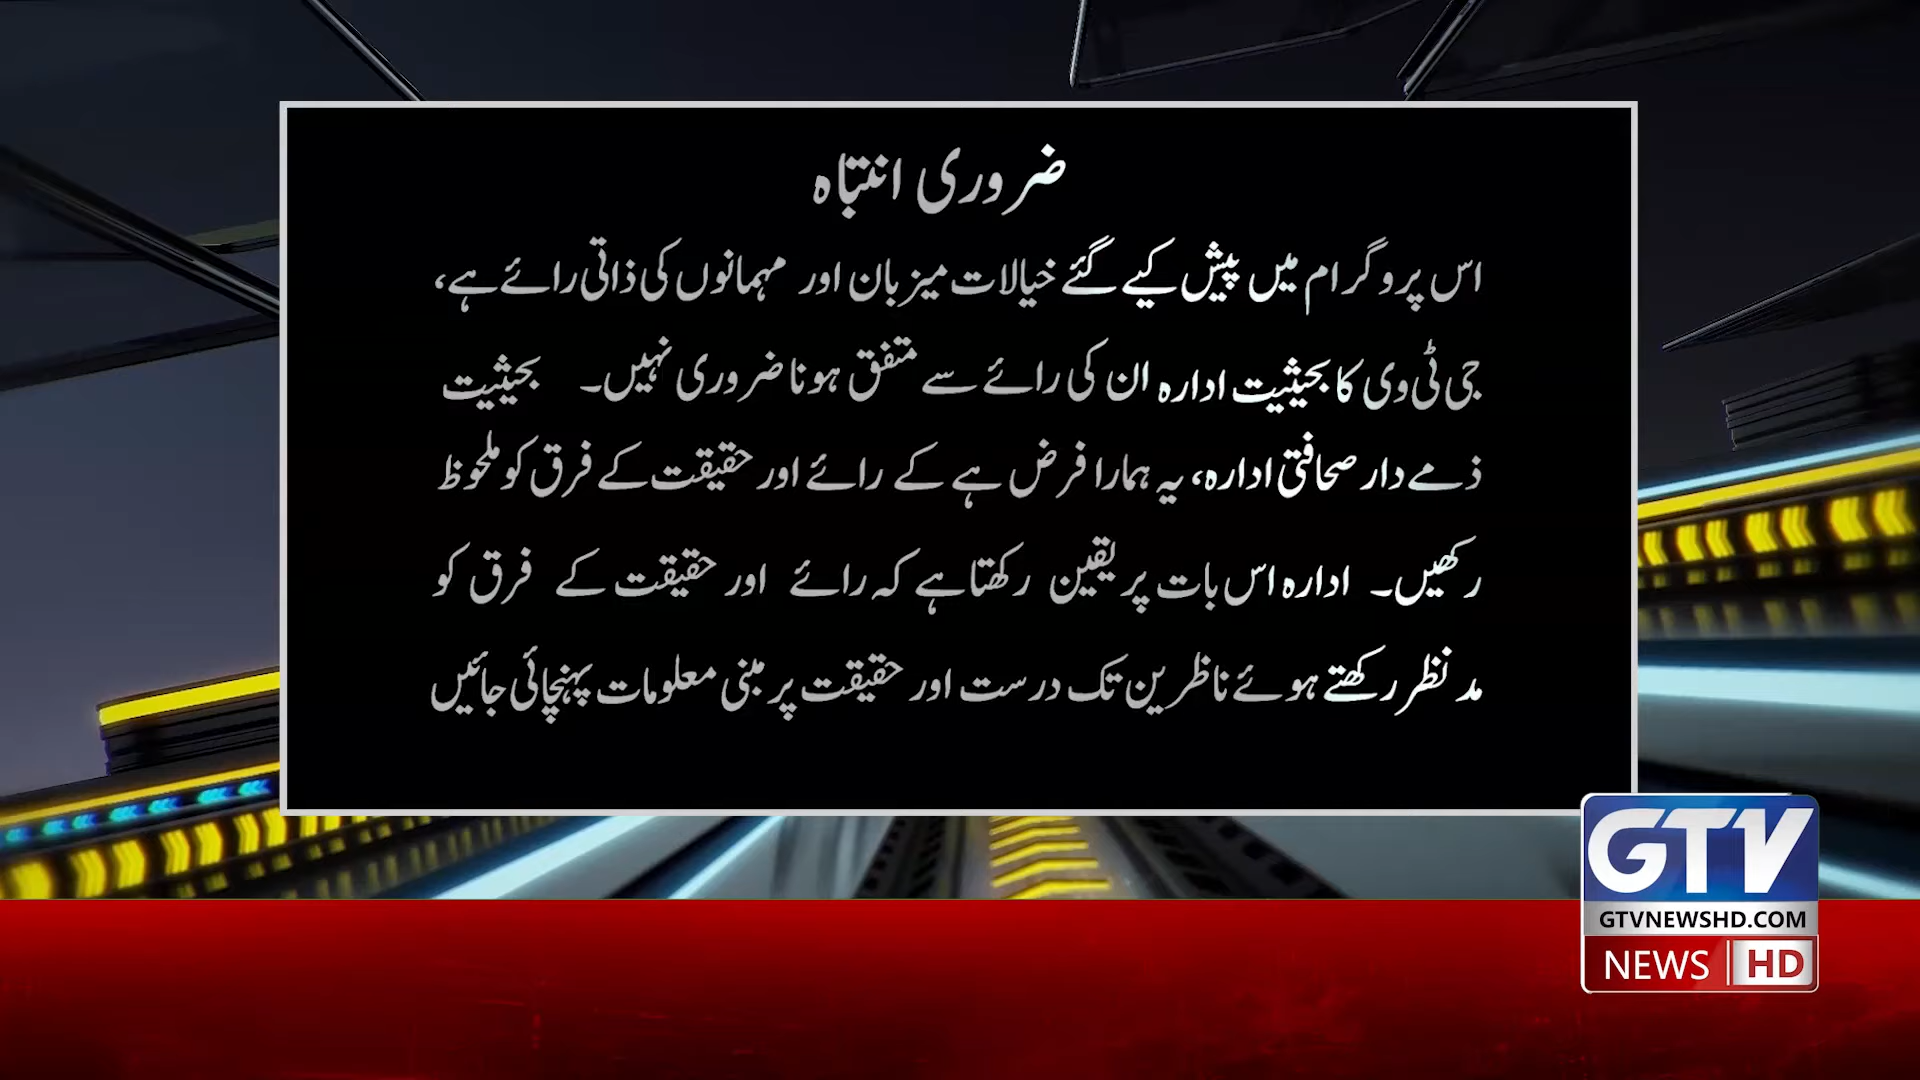 ضروری انتباہ
اس پروگرام میں پیش کیے گئے خیالات میزبان اور مہمانوں کی ذاتی رائے ہے،
جی ٹی وی کا بحیثیت ادارہ ان کی رائے سے متفق ہونا ضروری نہیں۔ بحیثیت
ذمے دار صحافتی ادارہ، یہ ہمارا فرض ہے کے رائے اور حقیقت کے فرق کو ملحوظ
رکھیں۔ ادارہ اس بات پر یقین رکھتا ہے کہ رائے اور حقیقت کے فرق کو
مد نظر رکھتے ہوئے ناظرین تک درست اور حقیقت پر مبنی معلومات پہنچائی جائیں
GTV
GTVNEWSHD.COM
NEWS HD